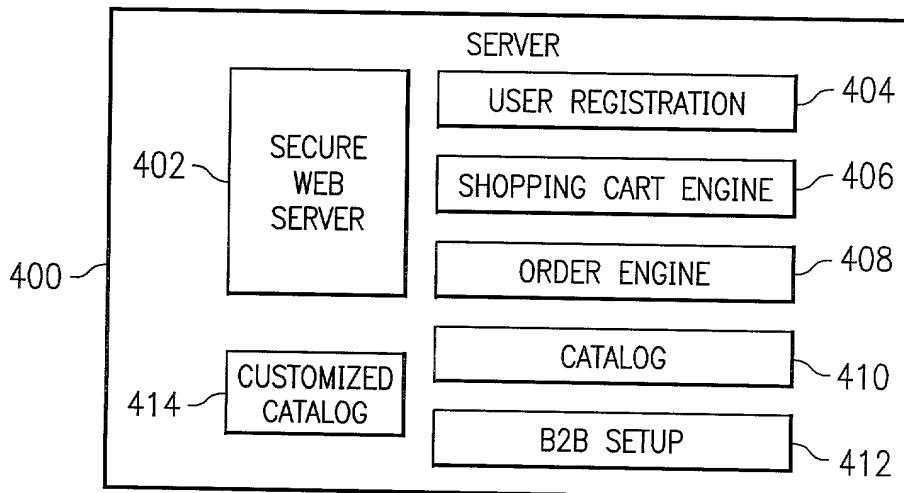 SERVER
402
SECURE
WEB
SERVER
USER REGISTRATION
404
SHOPPING CART ENGINE
406
ORDER ENGINE
408
400
CATALOG
410
414
CUSTOMIZED
CATALOG
B2B SETUP
412